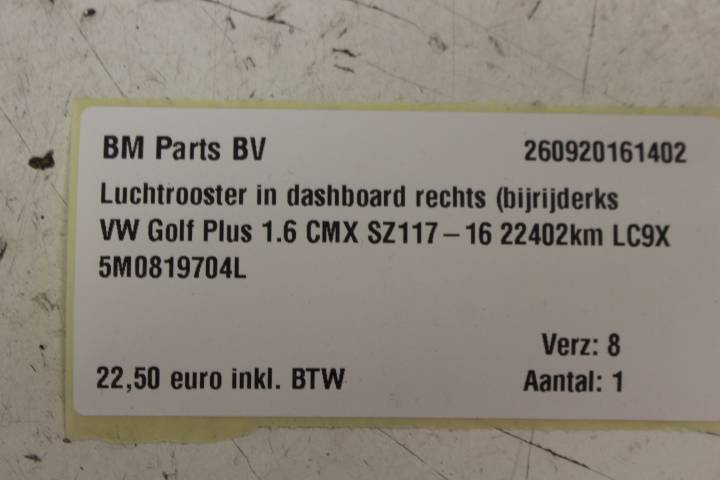 BM Parts BV 260920161402
Luchtrooster in dashboard rechts (bijrijderks
VW Golf Plus 1.6 CMX SZ117-16 22402km LC9X
5M0819704L
Verz: 8
22,50 euro inkl. BTW Aantal: 1